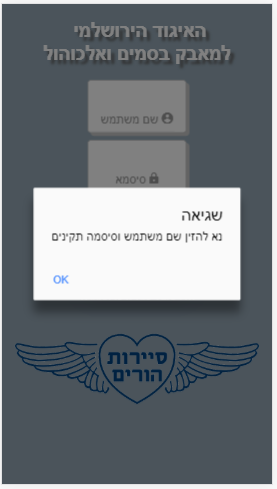 האיגוד הירושלמי
למאבק בסמים ואלכוהול
שם משתמש
סיסמא
שגיאה
נא להזין שם משתמש וסיסמה תקינים
OK
סיירות
הורים